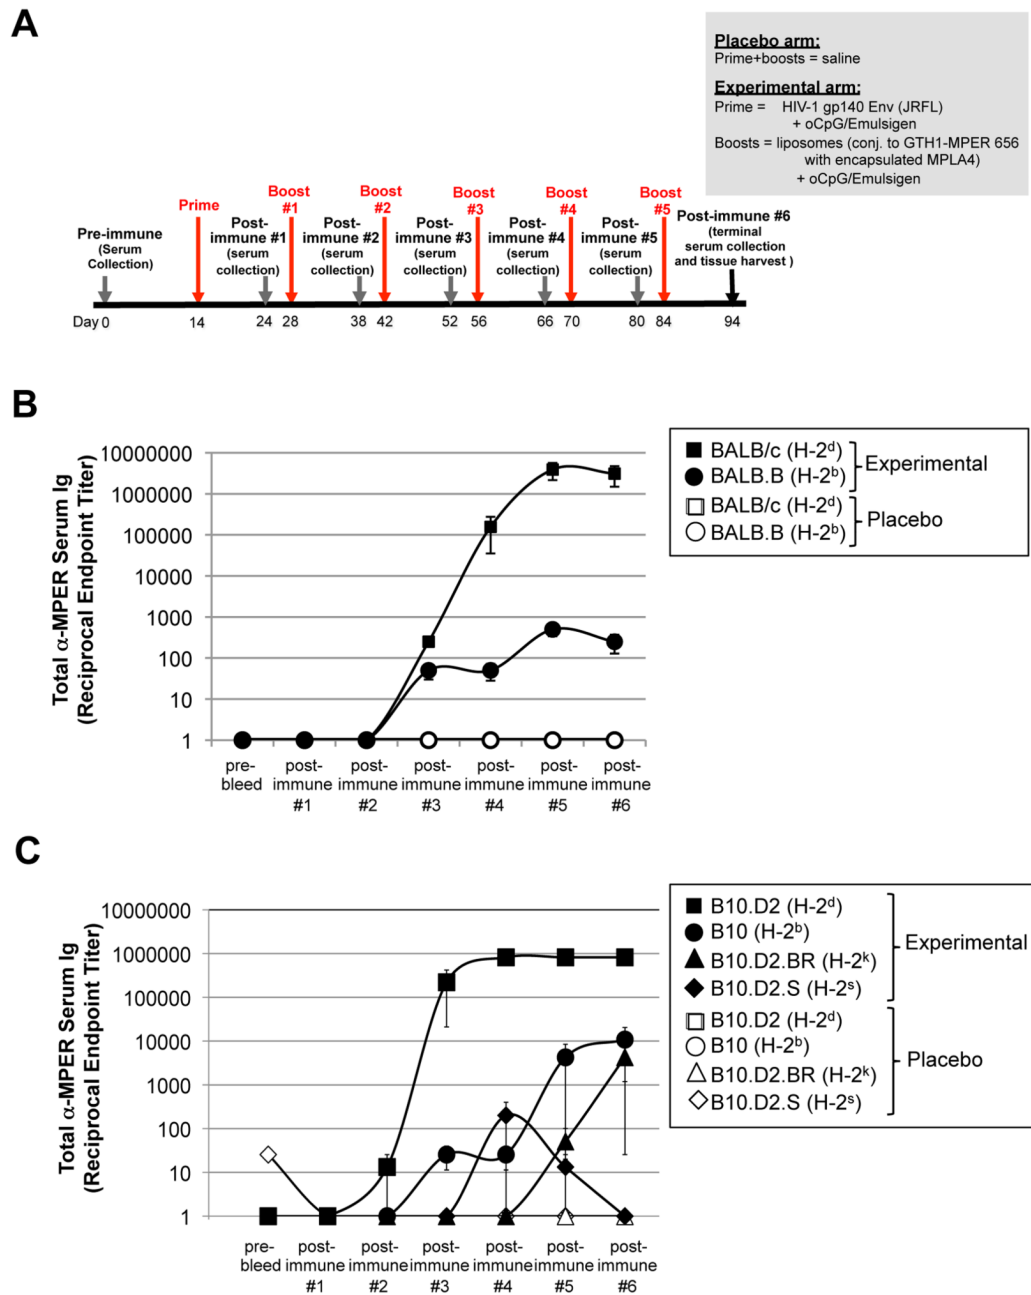 A
Placebo arm:
Prime+boosts = saline
Experimental arm:
Prime = HIV-1 gp140 Env (JRFL)
+ oCpG/Emulsigen
Boosts = liposomes (conj. to GTH1-MPER 656
with encapsulated MPLA4)
+ oCpG/Emulsigen
Pre-immune
(Serum
Collection)
Prime
Post-
immune #1
(serum
collection)
Boost
#1
Post-
immune #2
(serum
collection)
Boost
#2
Post-
immune #3
(serum
collection)
Boost
#3
Post-
immune #4
(serum
collection)
Boost
#4
Post-
immune #5
(serum
collection)
Boost
#5
Post-immune #6
(terminal
serum collection
and tissue harvest )
Day 0 14 24 28 38 42 52 56 66 70 80 84 94
B
Total α-MPER Serum Ig
(Reciprocal Endpoint Titer)
10000000
1000000
100000
10000
1000
100
10
1
pre-
bleed
post-
immune
#1
post-
immune
#2
post-
immune
#3
post-
immune
#4
post-
immune
#5
post-
immune
#6
BALB/c (H-2ᵈ)
BALB.B (H-2ᵇ)
Experimental
BALB/c (H-2ᵈ)
BALB.B (H-2ᵇ)
Placebo
C
Total α-MPER Serum Ig
(Reciprocal Endpoint Titer)
10000000
1000000
100000
10000
1000
100
10
1
pre-
bleed
post-
immune
#1
post-
immune
#2
post-
immune
#3
post-
immune
#4
post-
immune
#5
post-
immune
#6
B10.D2 (H-2ᵈ)
B10 (H-2ᵇ)
B10.D2.BR (H-2ᵏ)
B10.D2.S (H-2ˢ)
Experimental
B10.D2 (H-2ᵈ)
B10 (H-2ᵇ)
B10.D2.BR (H-2ᵏ)
B10.D2.S (H-2ˢ)
Placebo